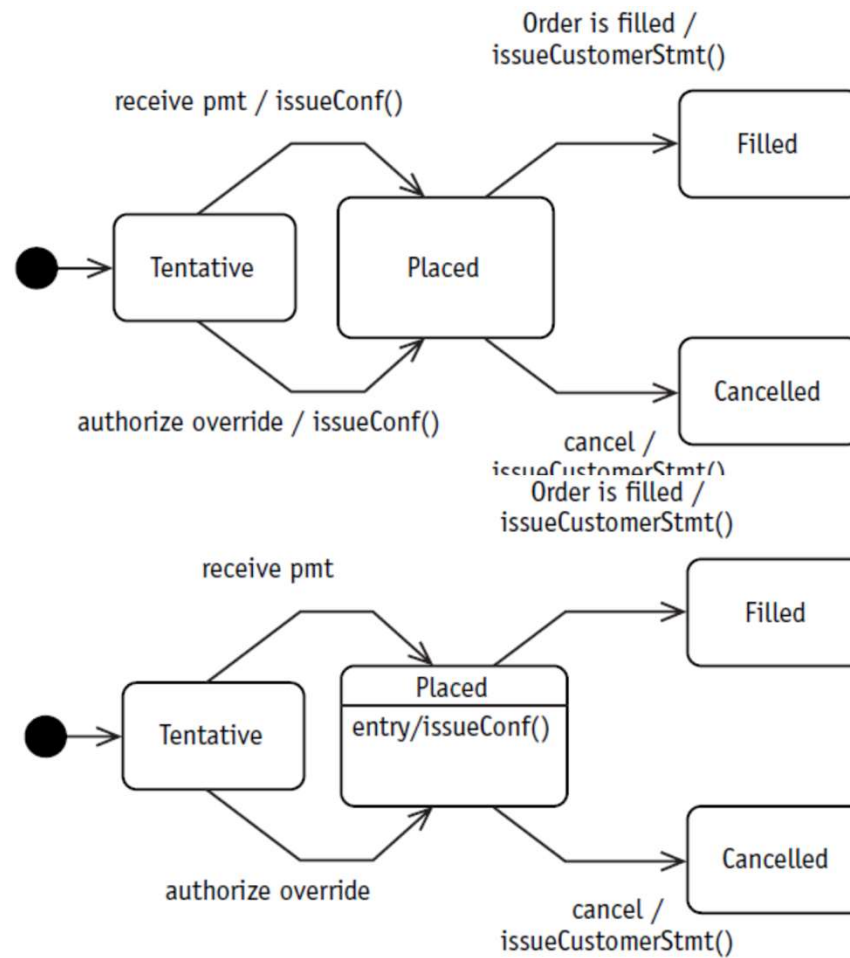 Order is filled /
issueCustomerStmt()
receive pmt / issueConf()
Filled
Tentative
Placed
Cancelled
authorize override / issueConf()
cancel /
issueCustomerStmt()
Order is filled /
issueCustomerStmt()
receive pmt
Filled
Placed
entry/issueConf()
Tentative
Cancelled
authorize override
cancel /
issueCustomerStmt()